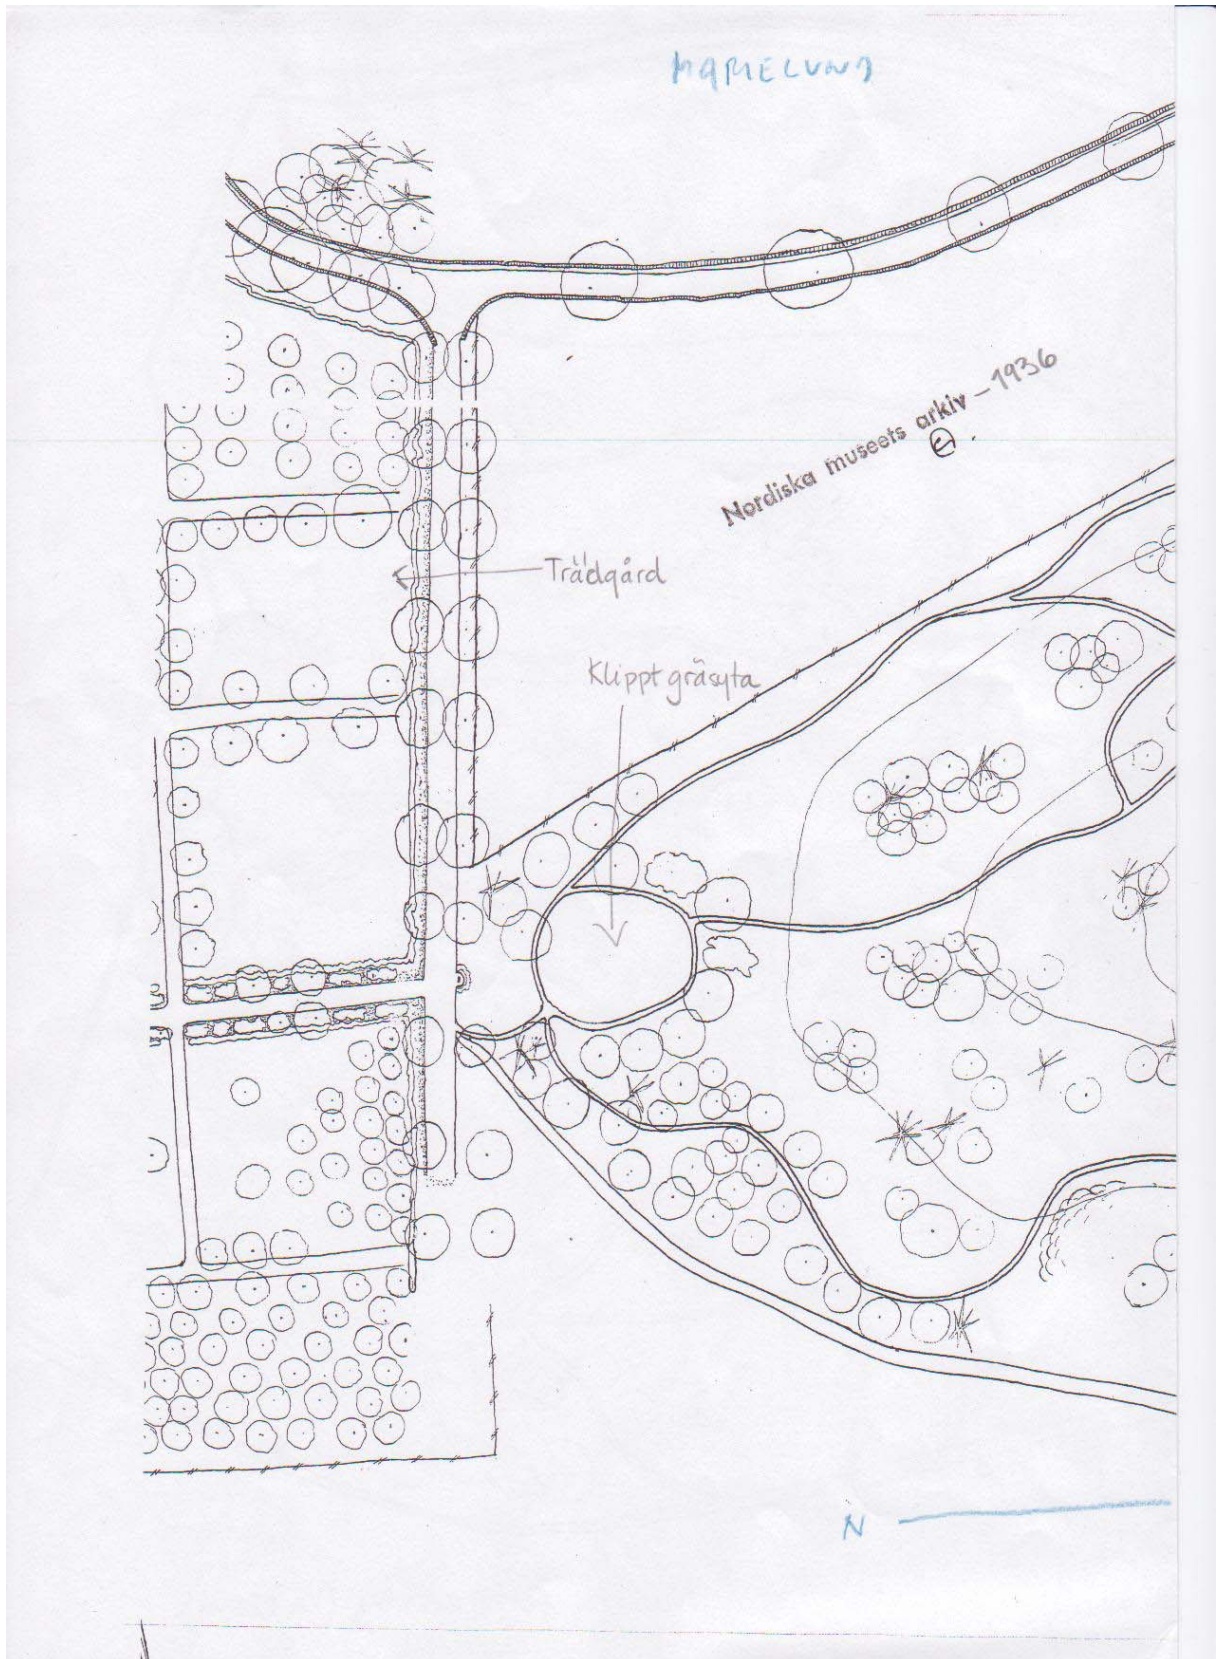 MARIELUND
Nordiska museets arkiv – 1936
Trädgård
Klippt gräsyta
N